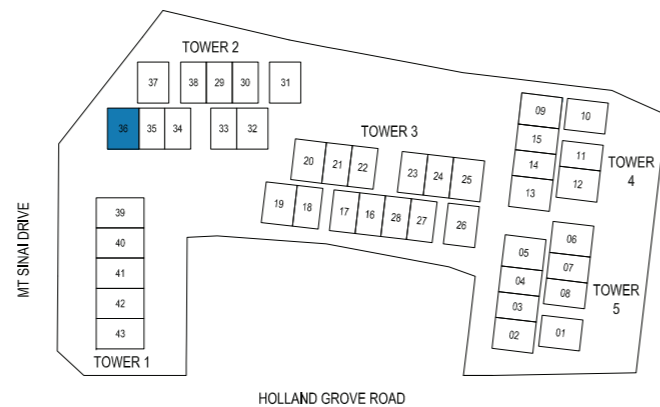 TOWER 2
37 38 29 30 31
36 35 34 33 32
TOWER 3
20 21 22 23 24 25
19 18 17 16 28 27 26
09 10
15
14 11
13 12
TOWER
4
39
40
41
42
43
TOWER 1
MT SINAI DRIVE
05 06
04 07
03 08
02 01
TOWER
5
HOLLAND GROVE ROAD